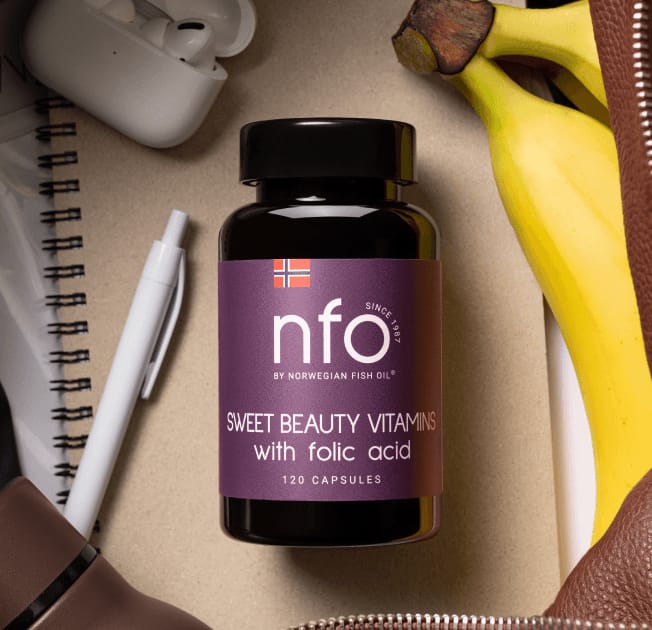 nfo
SINCE 1987
BY NORWEGIAN FISH OIL®
SWEET BEAUTY VITAMINS
with folic acid
120 CAPSULES